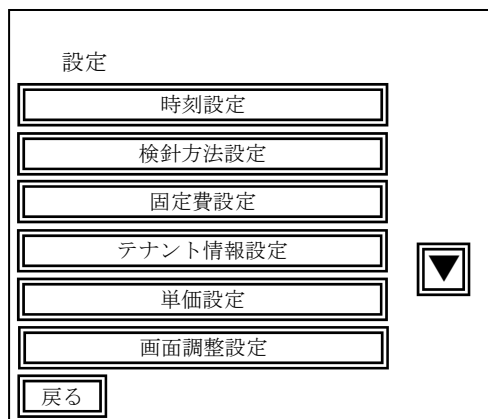 設定
時刻設定
検針方法設定
固定費設定
テナント情報設定
▼
単価設定
画面調整設定
戻る